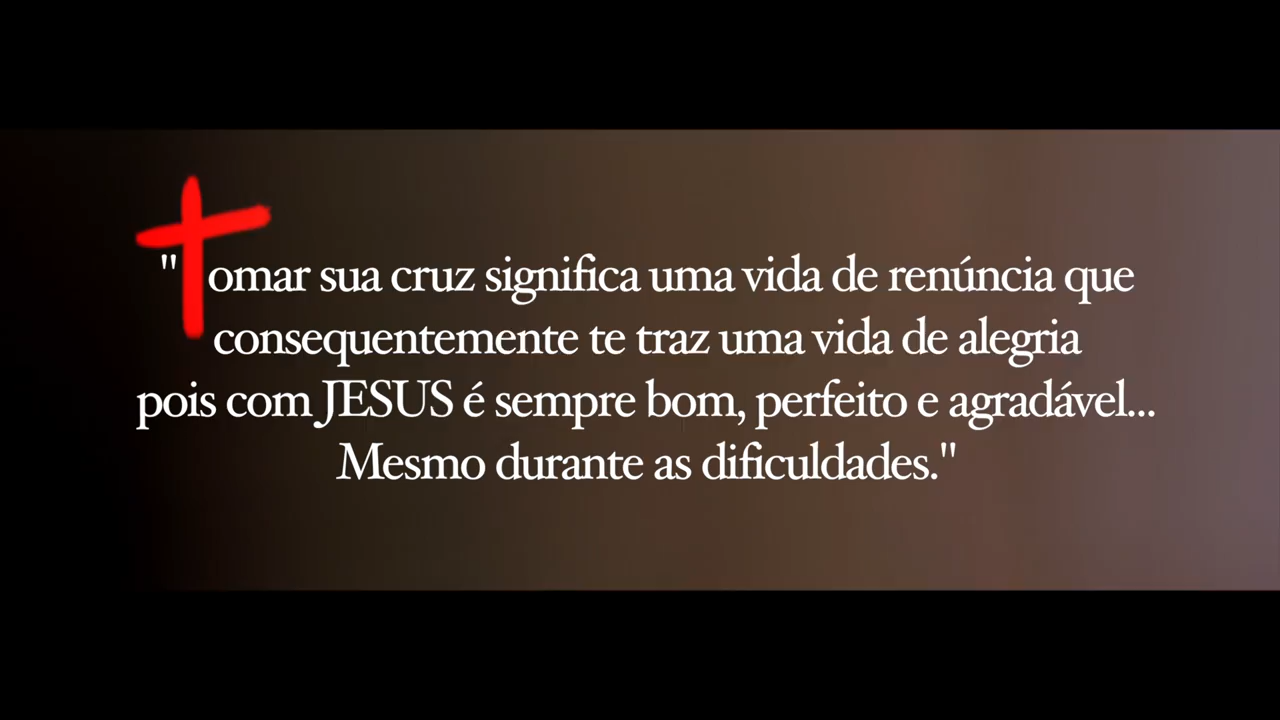 "Tomar sua cruz significa uma vida de renúncia que
consequentemente te traz uma vida de alegria
pois com JESUS é sempre bom, perfeito e agradável...
Mesmo durante as dificuldades."